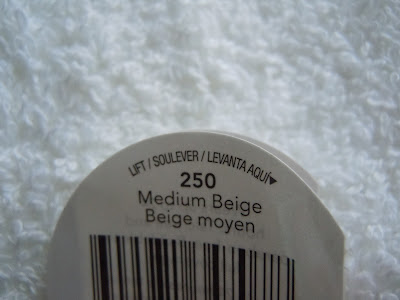 LIFT / SOULEVER / LEVANTA AQUÍ
250
Medium Beige
Beige moyen